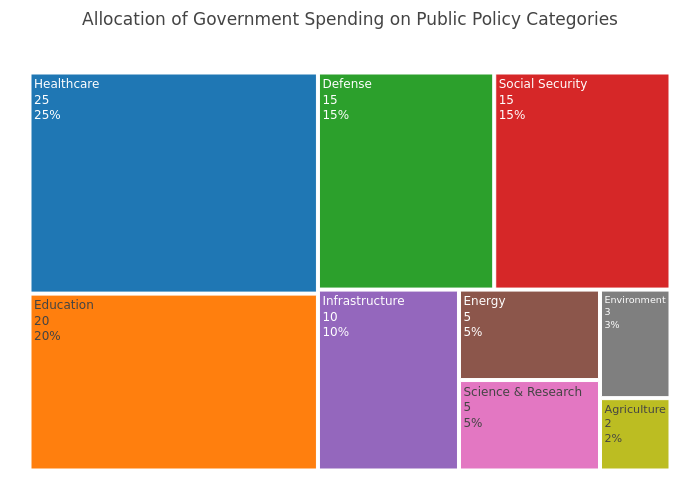 Allocation of Government Spending on Public Policy Categories
Healthcare
25
25%
Defense
15
15%
Social Security
15
15%
Education
20
20%
Infrastructure
10
10%
Energy
5
5%
Environment
3
3%
Science & Research
5
5%
Agriculture
2
2%